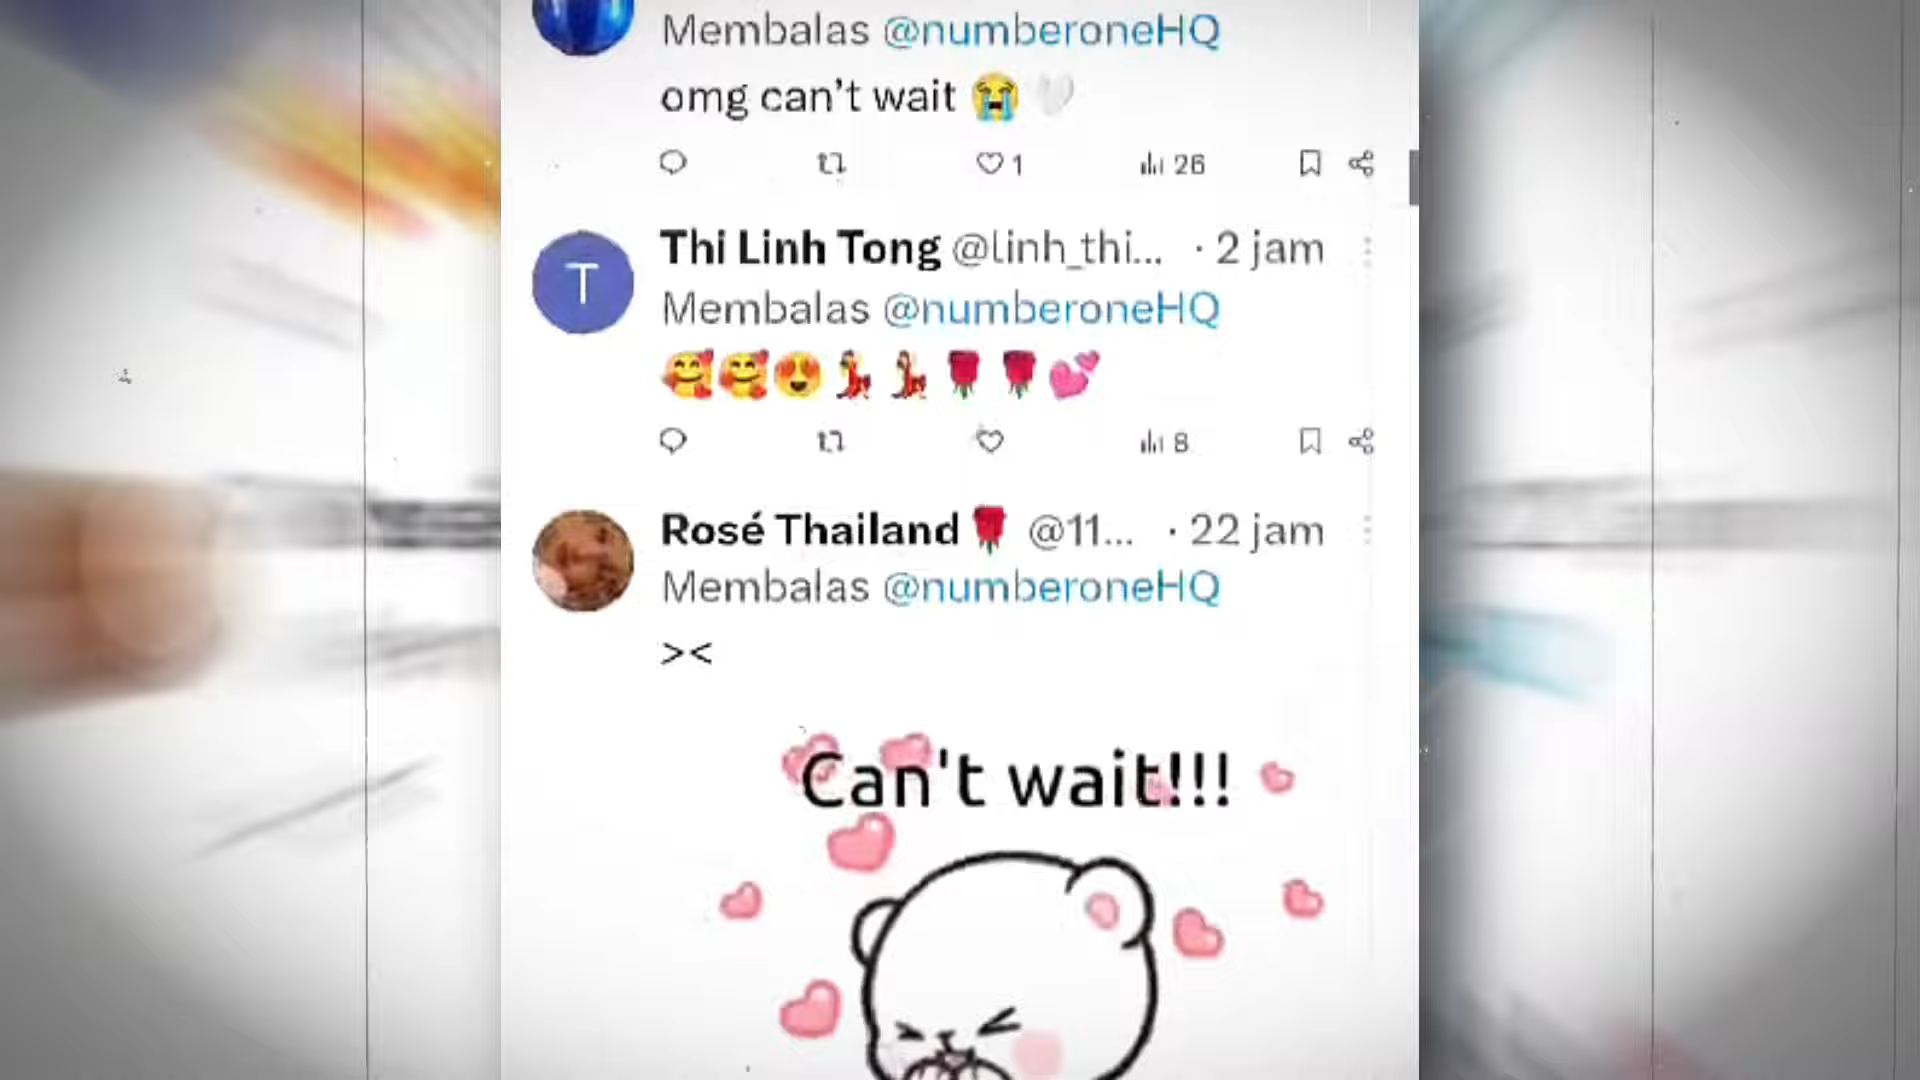 Membalas @numberoneHQ
omg can't wait 😭 🤍
1 26
Thi Linh Tong @linh_thi... · 2 jam
T
Membalas @numberoneHQ
🥰🥰😍💃💃🌹🌹💕
8
Rosé Thailand🌹 @11... · 22 jam
Membalas @numberoneHQ
><
Can't wait!!!